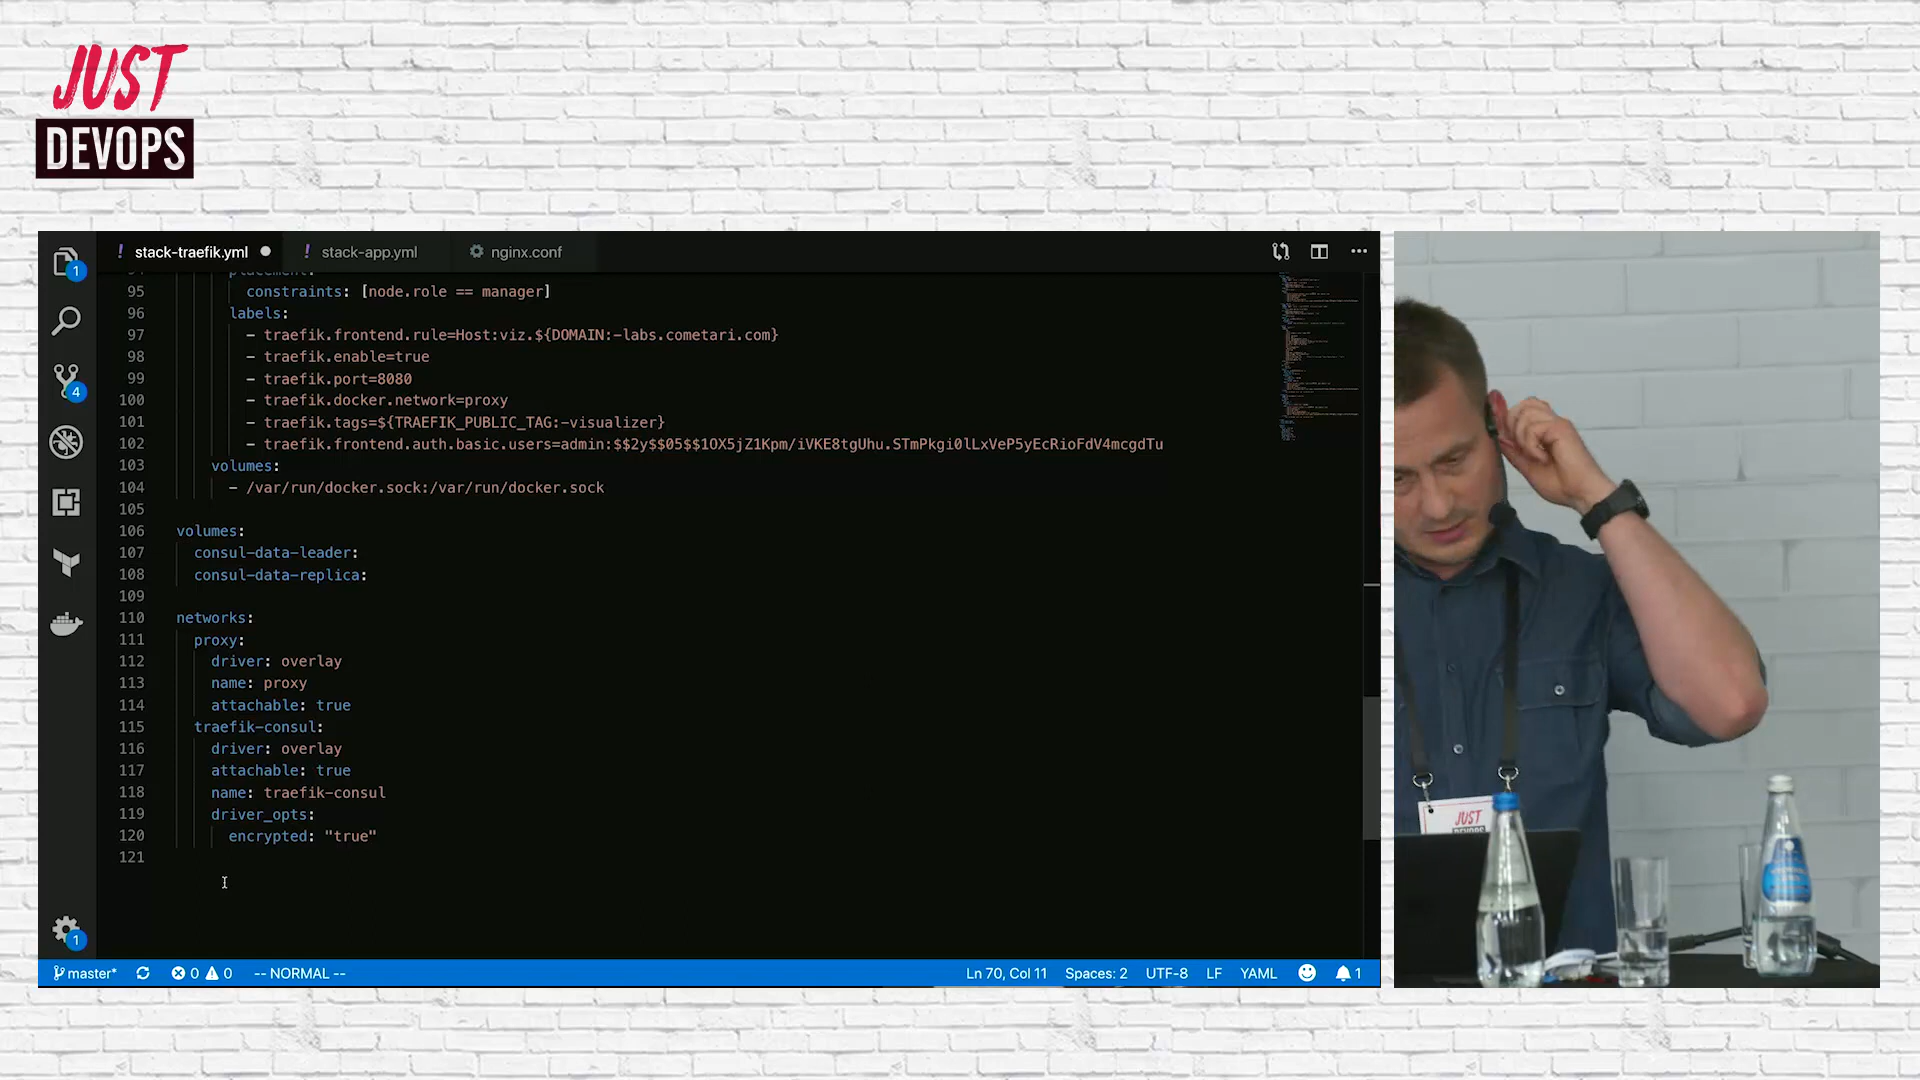 JUST
DEVOPS
stack-traefik.yml
stack-app.yml
nginx.conf
placement:
95 constraints: [node.role == manager]
96 labels:
97 - traefik.frontend.rule=Host:viz.${DOMAIN:-labs.cometari.com}
98 - traefik.enable=true
99 - traefik.port=8080
100 - traefik.docker.network=proxy
101 - traefik.tags=${TRAEFIK_PUBLIC_TAG:-visualizer}
102 - traefik.frontend.auth.basic.users=admin:$$2y$$05$$1OX5jZ1Kpm/iVKE8tgUhu.STmPkgi0lLxVeP5yEcRioFdV4mcgdTu
103 volumes:
104 - /var/run/docker.sock:/var/run/docker.sock
105
106 volumes:
107 consul-data-leader:
108 consul-data-replica:
109
110 networks:
111 proxy:
112 driver: overlay
113 name: proxy
114 attachable: true
115 traefik-consul:
116 driver: overlay
117 attachable: true
118 name: traefik-consul
119 driver_opts:
120 encrypted: "true"
121
1
4
1
master* 0 0 -- NORMAL -- Ln 70, Col 11 Spaces: 2 UTF-8 LF YAML 1
JUST
DEVOPS